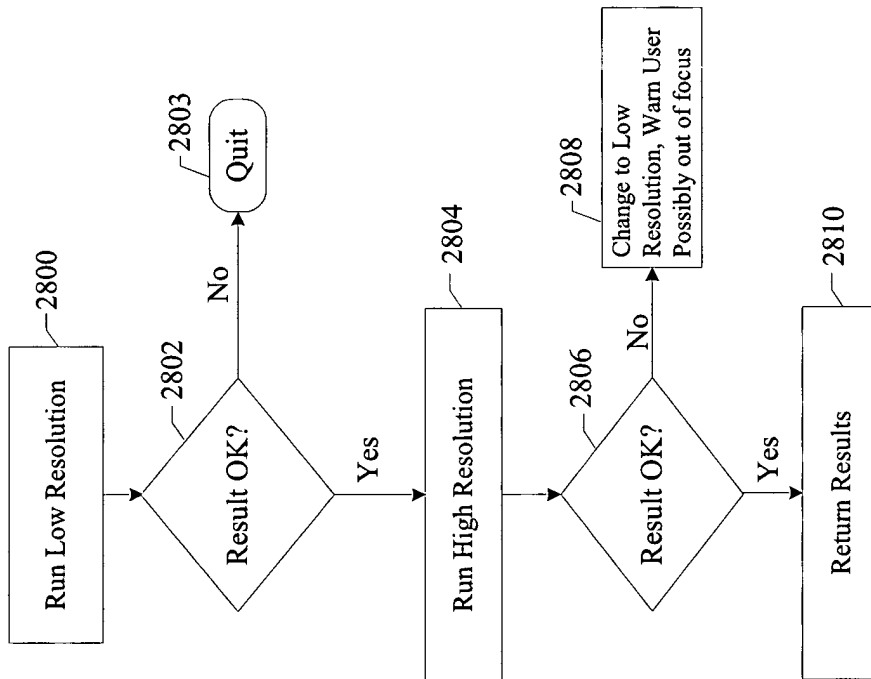 2800
Run Low Resolution
2802
Result OK?
No
2803
Quit
Yes
2804
Run High Resolution
2806
Result OK?
No
2808
Change to Low
Resolution, Warn User
Possibly out of focus
Yes
2810
Return Results